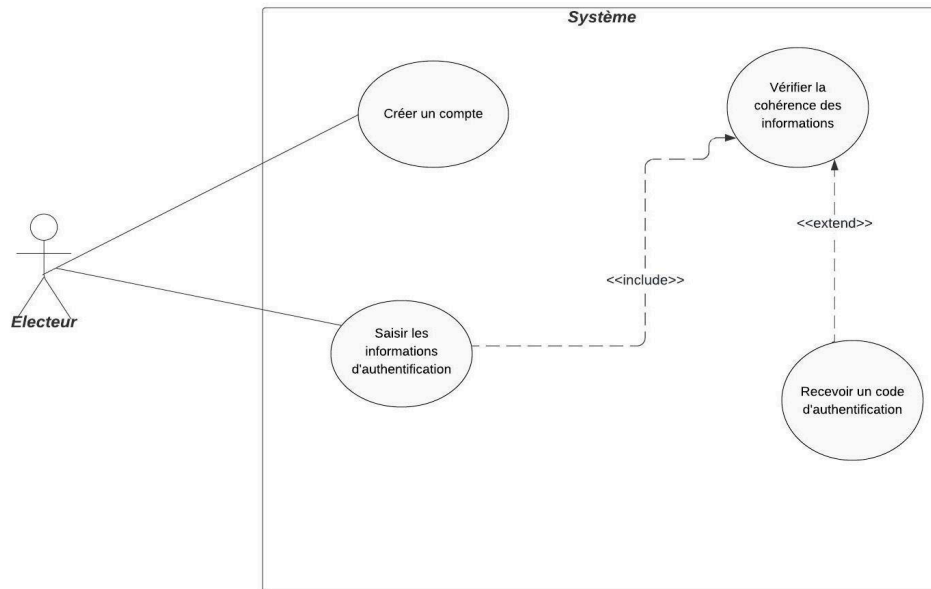 Système
Créer un compte
Vérifier la
cohérence des
informations
<<extend>>
<<include>>
Electeur
Saisir les
informations
d'authentification
Recevoir un code
d'authentification